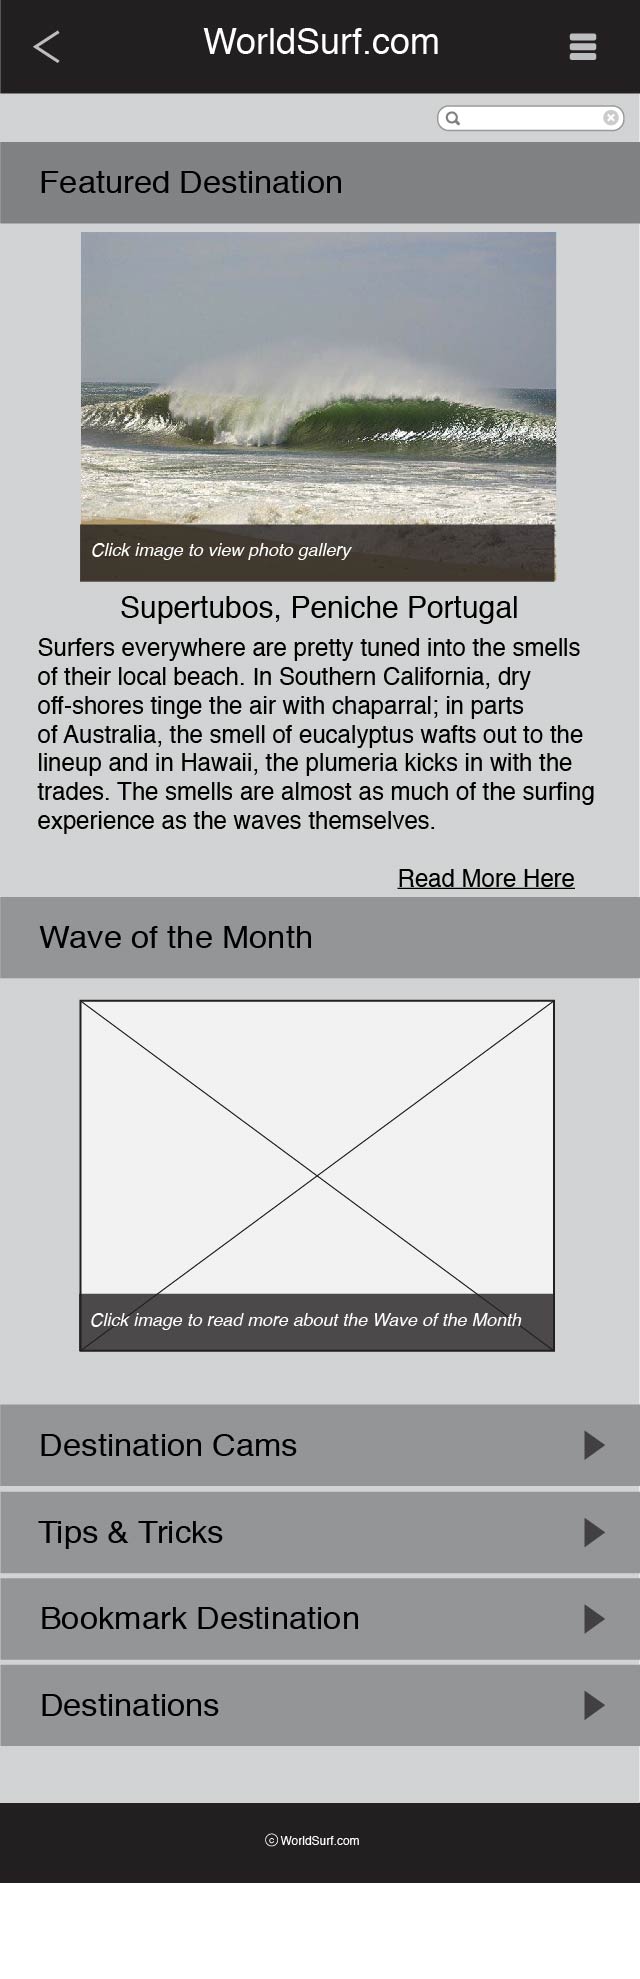 WorldSurf.com
Featured Destination
Click image to view photo gallery
Supertubos, Peniche Portugal
Surfers everywhere are pretty tuned into the smells
of their local beach. In Southern California, dry
off-shores tinge the air with chaparral; in parts
of Australia, the smell of eucalyptus wafts out to the
lineup and in Hawaii, the plumeria kicks in with the
trades. The smells are almost as much of the surfing
experience as the waves themselves.
Read More Here
Wave of the Month
Click image to read more about the Wave of the Month
Destination Cams
Tips & Tricks
Bookmark Destination
Destinations
© WorldSurf.com